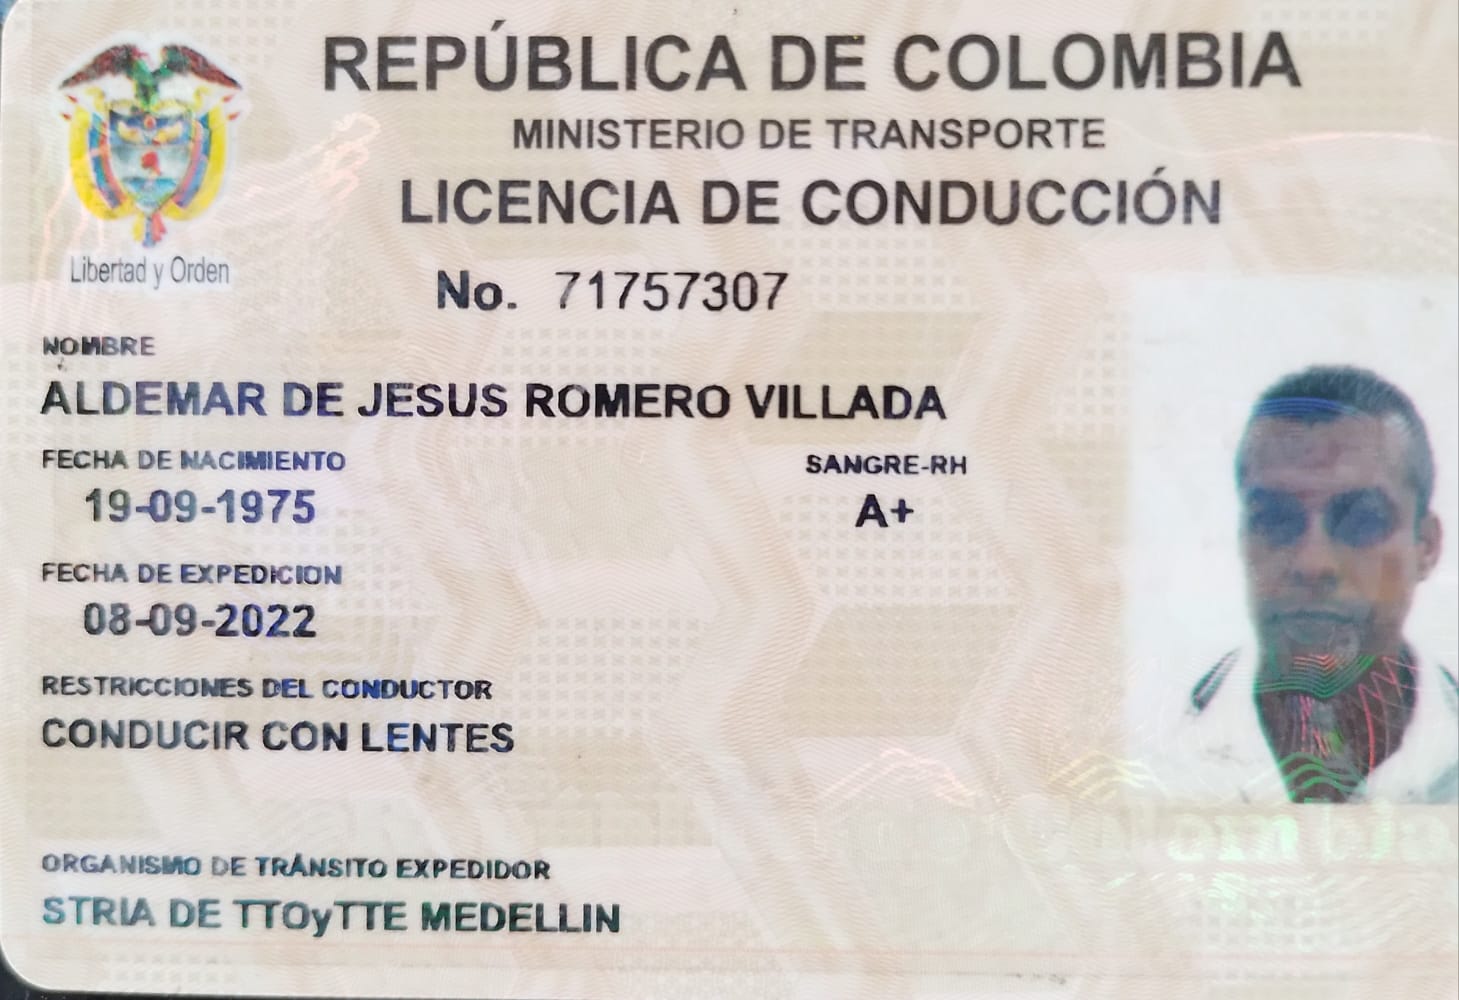 REPÚBLICA DE COLOMBIA
MINISTERIO DE TRANSPORTE
LICENCIA DE CONDUCCIÓN
Libertad y Orden
No. 71757307
NOMBRE
ALDEMAR DE JESUS ROMERO VILLADA
FECHA DE NACIMIENTO
19-09-1975
SANGRE-RH
A+
FECHA DE EXPEDICION
08-09-2022
RESTRICCIONES DEL CONDUCTOR
CONDUCIR CON LENTES
Colombia
ORGANISMO DE TRÁNSITO EXPEDIDOR
STRIA DE TTOyTTE MEDELLIN